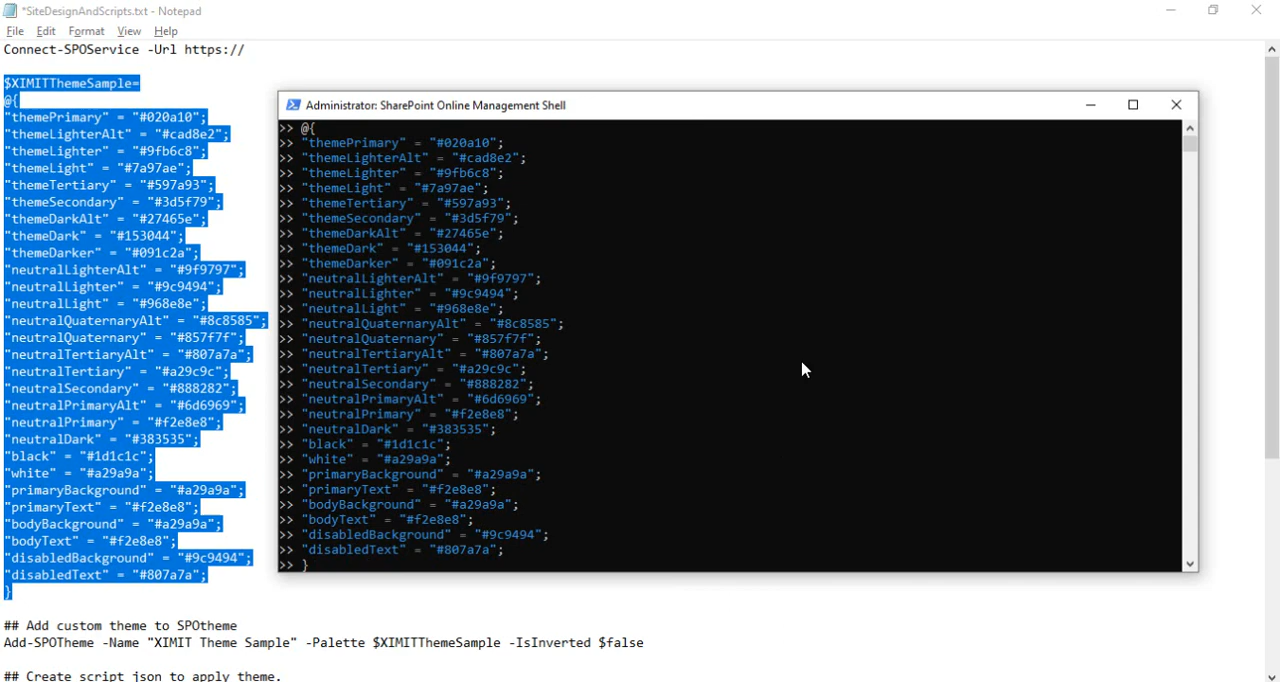 *SiteDesignAndScripts.txt - Notepad
File Edit Format View Help
Connect-SPOService -Url https://
$XIMITThemeSample=
@{
"themePrimary" = "#020a10";
"themeLighterAlt" = "#cad8e2";
"themeLighter" = "#9fb6c8";
"themeLight" = "#7a97ae";
"themeTertiary" = "#597a93";
"themeSecondary" = "#3d5f79";
"themeDarkAlt" = "#27465e";
"themeDark" = "#153044";
"themeDarker" = "#091c2a";
"neutralLighterAlt" = "#9f9797";
"neutralLighter" = "#9c9494";
"neutralLight" = "#968e8e";
"neutralQuaternaryAlt" = "#8c8585";
"neutralQuaternary" = "#857f7f";
"neutralTertiaryAlt" = "#807a7a";
"neutralTertiary" = "#a29c9c";
"neutralSecondary" = "#888282";
"neutralPrimaryAlt" = "#6d6969";
"neutralPrimary" = "#f2e8e8";
"neutralDark" = "#383535";
"black" = "#1d1c1c";
"white" = "#a29a9a";
"primaryBackground" = "#a29a9a";
"primaryText" = "#f2e8e8";
"bodyBackground" = "#a29a9a";
"bodyText" = "#f2e8e8";
"disabledBackground" = "#9c9494";
"disabledText" = "#807a7a";
}
## Add custom theme to SPOtheme
Add-SPOTheme -Name "XIMIT Theme Sample" -Palette $XIMITThemeSample -IsInverted $false
## Create script json to apply theme.
Administrator: SharePoint Online Management Shell
>> @{
>> "themePrimary" = "#020a10";
>> "themeLighterAlt" = "#cad8e2";
>> "themeLighter" = "#9fb6c8";
>> "themeLight" = "#7a97ae";
>> "themeTertiary" = "#597a93";
>> "themeSecondary" = "#3d5f79";
>> "themeDarkAlt" = "#27465e";
>> "themeDark" = "#153044";
>> "themeDarker" = "#091c2a";
>> "neutralLighterAlt" = "#9f9797";
>> "neutralLighter" = "#9c9494";
>> "neutralLight" = "#968e8e";
>> "neutralQuaternaryAlt" = "#8c8585";
>> "neutralQuaternary" = "#857f7f";
>> "neutralTertiaryAlt" = "#807a7a";
>> "neutralTertiary" = "#a29c9c";
>> "neutralSecondary" = "#888282";
>> "neutralPrimaryAlt" = "#6d6969";
>> "neutralPrimary" = "#f2e8e8";
>> "neutralDark" = "#383535";
>> "black" = "#1d1c1c";
>> "white" = "#a29a9a";
>> "primaryBackground" = "#a29a9a";
>> "primaryText" = "#f2e8e8";
>> "bodyBackground" = "#a29a9a";
>> "bodyText" = "#f2e8e8";
>> "disabledBackground" = "#9c9494";
>> "disabledText" = "#807a7a";
>> }